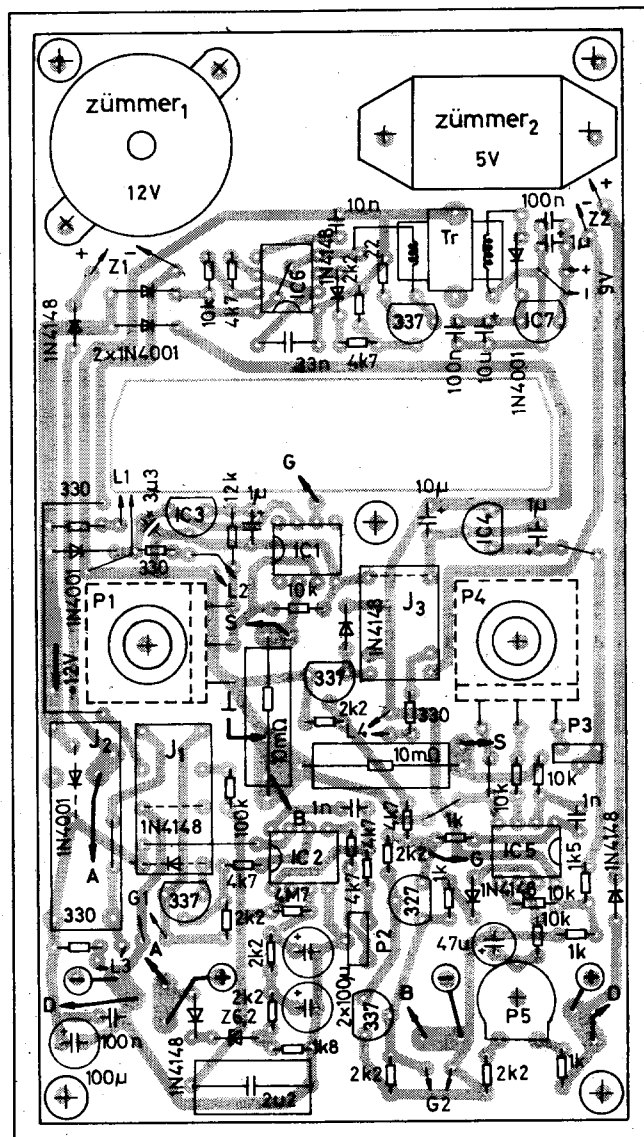 zümmer₁
12V
zümmer₂
5V
10n
100n
+
-
Z2
+
Z1
-
1µ
Tr
22
2k2
1N4148
IC6
10k
4k7
+
-
9V
337
IC7
1N4148
2x1N4001
33n
4k7
100n
10µ
+
1N4001
G
L1
3µ3
12k
1µ
+
10µ
+
1µ
+
330
IC3
IC1
IC4
330
L2
1N4001
10k
P1
S
J3
1N4148
P4
+12V
337
2k2
L4
330
10mΩ
P3
S
10mΩ
J2
J1
10k
10k
B
1n
1n
1N4001
1N4148
100k
4k7
4k7
1k
IC2
4k7
2k2
G
IC5
1k5
1N4148
A
4k7
1k
1N4148
G1
337
4M7
327
10k
330
2k2
P2
10k
47µ
1k
A
2k2
L3
D
2k2
2x100µ
337
B
P5
D
Z6,2
100n
1k8
1k
100µ
1N4148
2µ2
2k2
G2
2k2